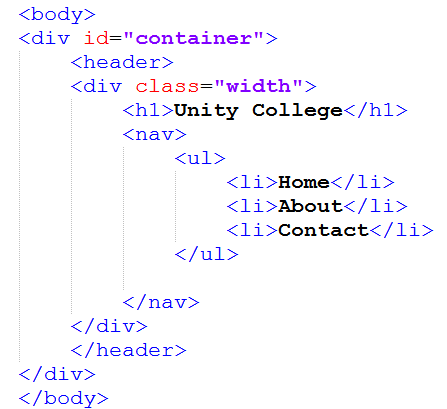 <body>
<div id="container">
<header>
<div class="width">
<h1>Unity College</h1>
<nav>
<ul>
<li>Home</li>
<li>About</li>
<li>Contact</li>
</ul>
</nav>
</div>
</header>
</div>
</body>